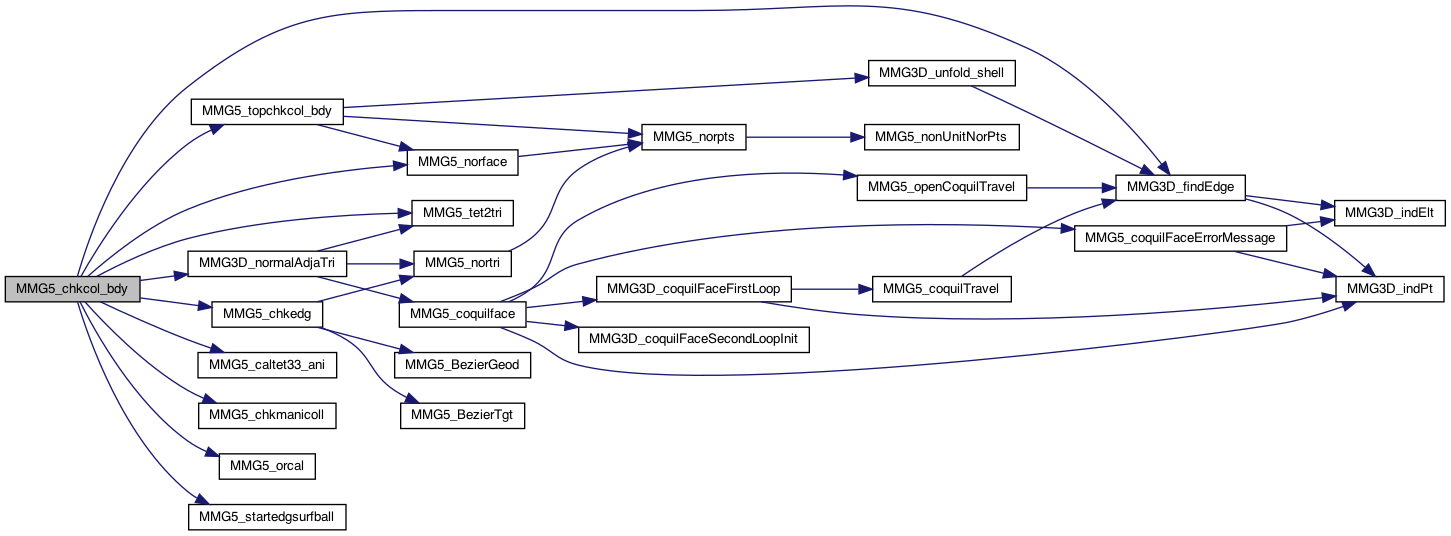 MMG5_chkcol_bdy
MMG5_topchkcol_bdy
MMG3D_normalAdjaTri
MMG5_chkedg
MMG5_caltet33_ani
MMG5_chkmanicoll
MMG5_orcal
MMG5_startedgsurfball
MMG5_norface
MMG5_tet2tri
MMG5_nortri
MMG5_coquilface
MMG5_BezierGeod
MMG5_BezierTgt
MMG5_norpts
MMG3D_coquilFaceFirstLoop
MMG3D_coquilFaceSecondLoopInit
MMG3D_unfold_shell
MMG5_nonUnitNorPts
MMG5_openCoquilTravel
MMG5_coquilTravel
MMG3D_findEdge
MMG5_coquilFaceErrorMessage
MMG3D_indElt
MMG3D_indPt